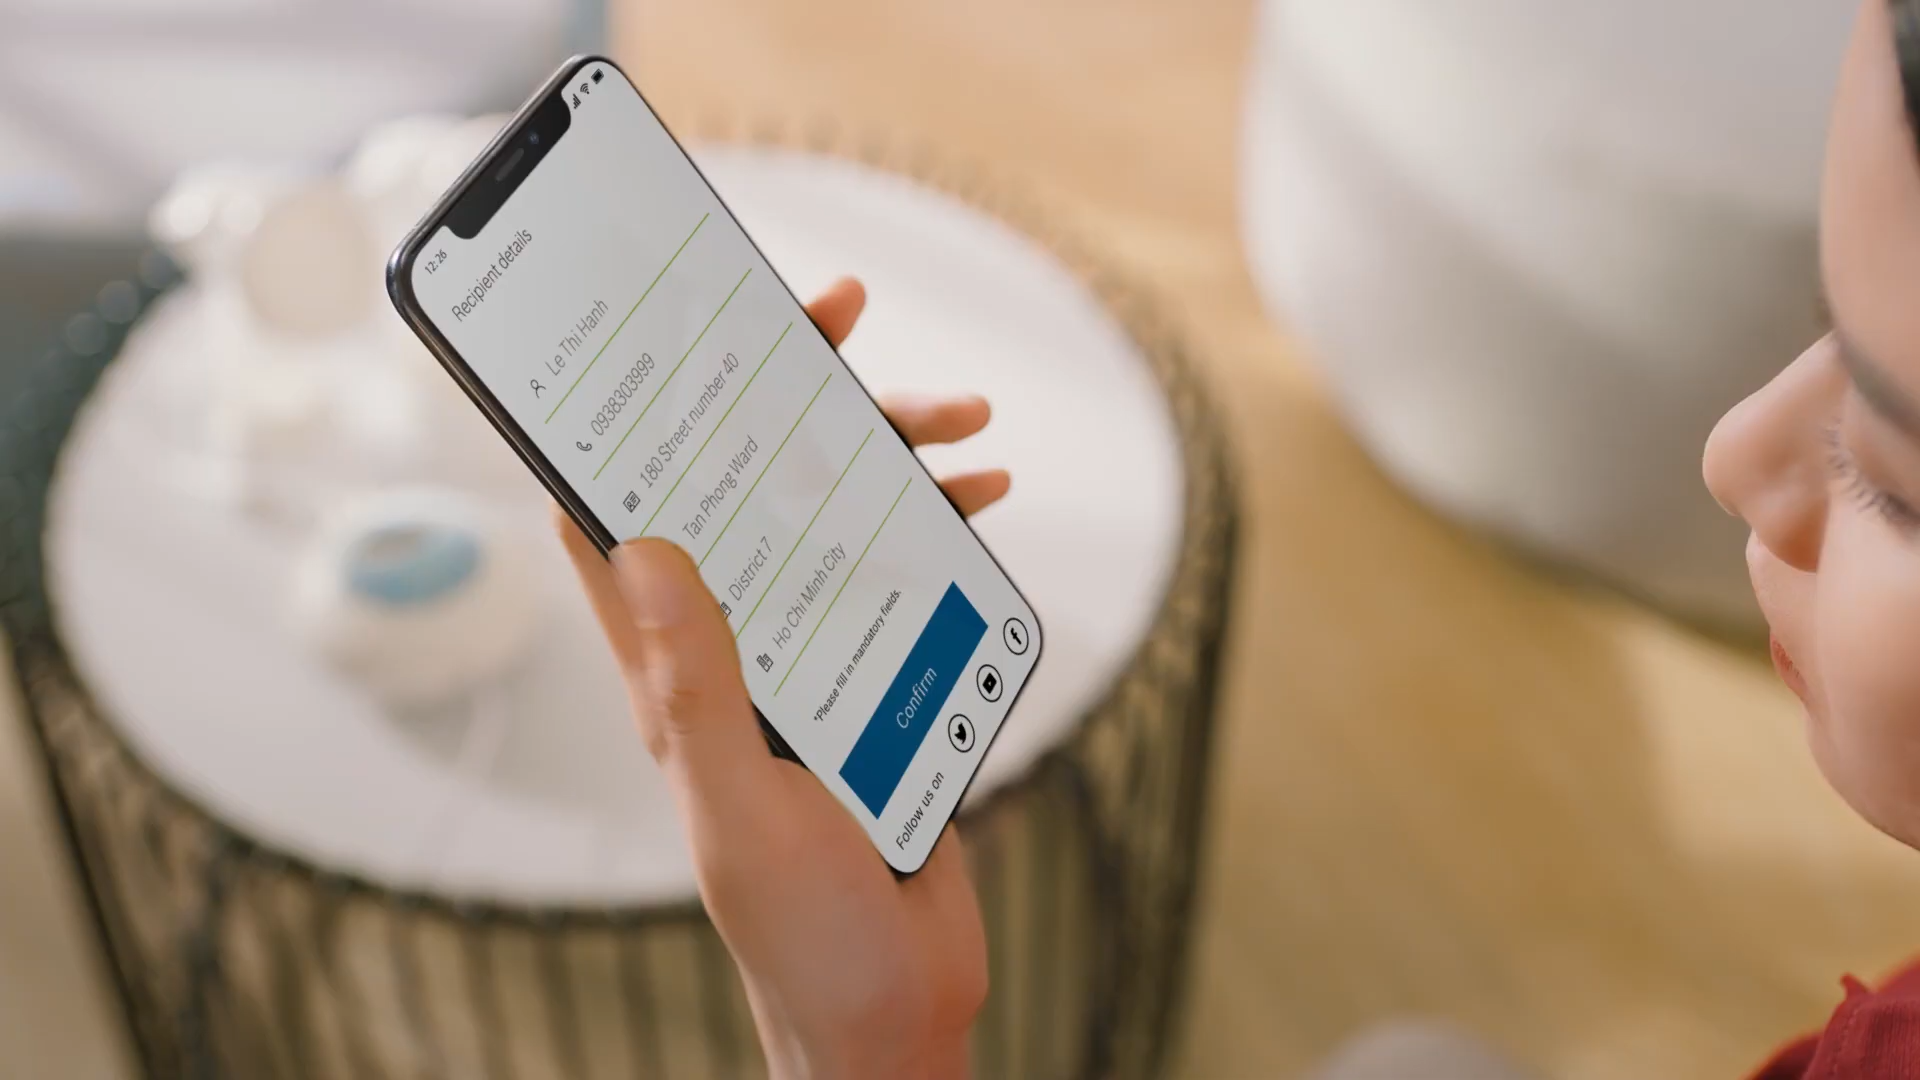 12:26
Recipient details
Le Thi Hanh
0938303999
180 Street number 40
Tan Phong Ward
District 7
Ho Chi Minh City
*Please fill in mandatory fields.
Confirm
Follow us on